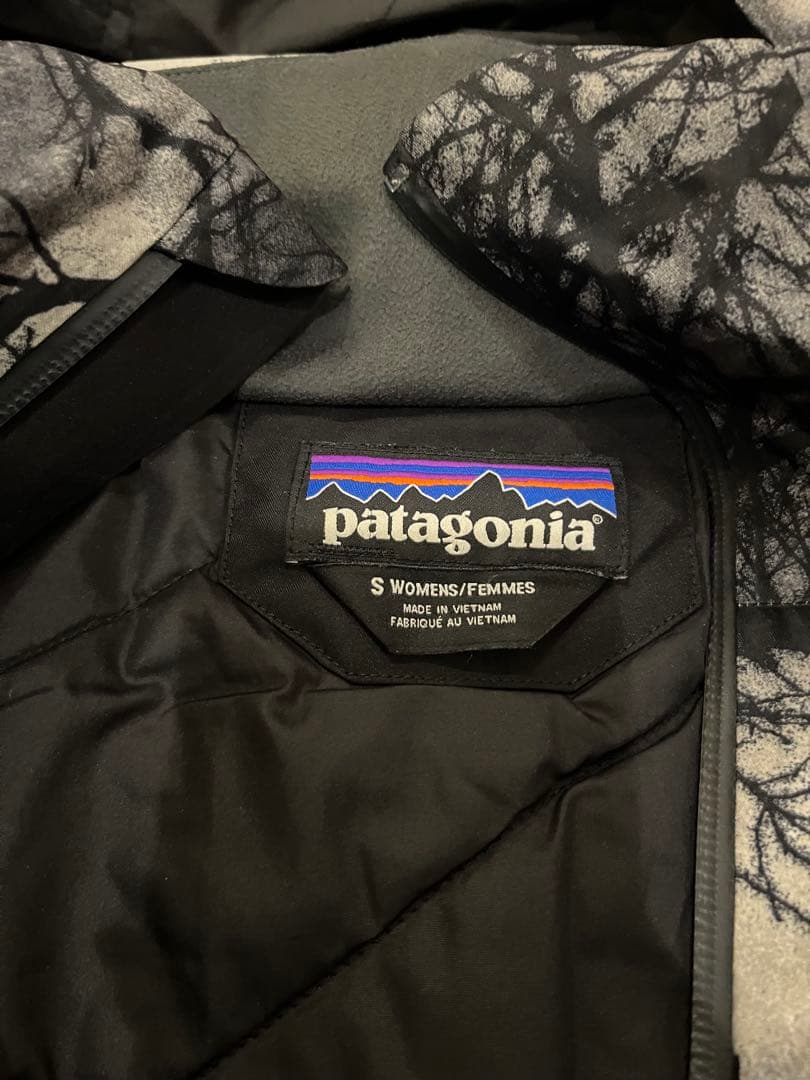 patagonia®
S WOMENS/FEMMES
MADE IN VIETNAM
FABRIQUÉ AU VIETNAM